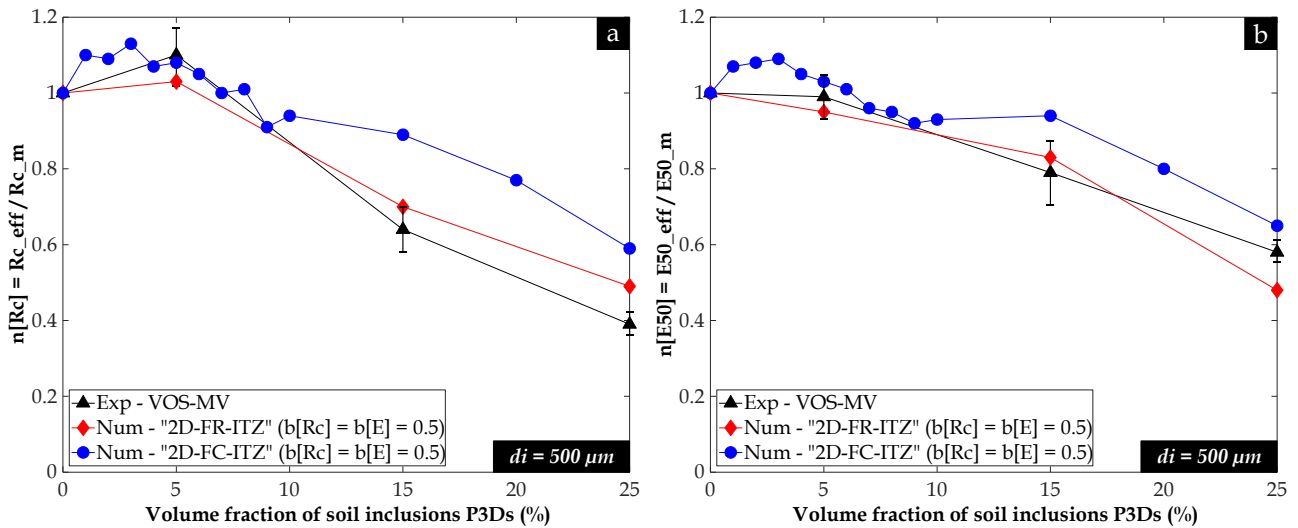 a
n[Rc] = Rc_eff / Rc_m
1.2
1
0.8
0.6
0.4
0.2
0
Exp - VOS-MV
Num - "2D-FR-ITZ" (b[Rc] = b[E] = 0.5)
Num - "2D-FC-ITZ" (b[Rc] = b[E] = 0.5)
di = 500 µm
0 5 10 15 20 25
Volume fraction of soil inclusions P3Ds (%)
b
n[E50] = E50_eff / E50_m
1.2
1
0.8
0.6
0.4
0.2
0
Exp - VOS-MV
Num - "2D-FR-ITZ" (b[Rc] = b[E] = 0.5)
Num - "2D-FC-ITZ" (b[Rc] = b[E] = 0.5)
di = 500 µm
0 5 10 15 20 25
Volume fraction of soil inclusions P3Ds (%)